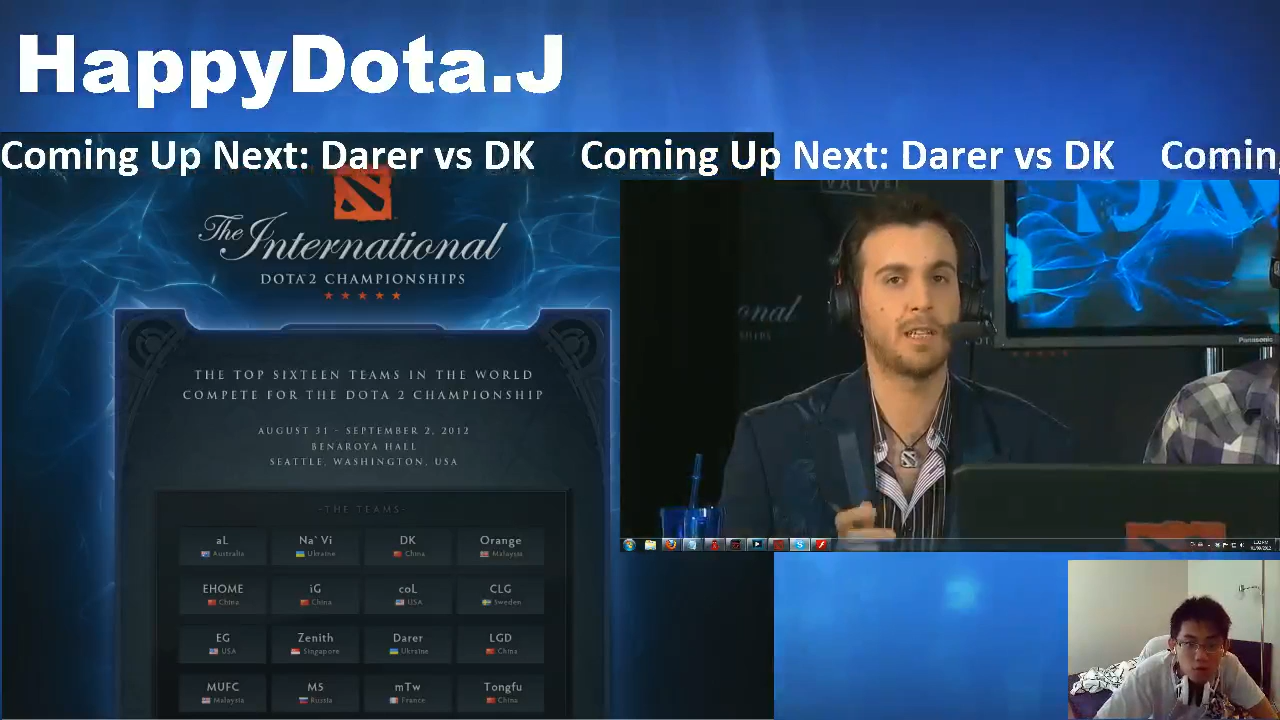 HappyDota.J
Coming Up Next: Darer vs DK Coming Up Next: Darer vs DK Comin
VALVE
The International
DOTA 2 CHAMPIONSHIPS
THE TOP SIXTEEN TEAMS IN THE WORLD
COMPETE FOR THE DOTA 2 CHAMPIONSHIP
AUGUST 31 - SEPTEMBER 2, 2012
BENAROYA HALL
SEATTLE, WASHINGTON, USA
-THE TEAMS-
aL Na`Vi DK Orange
Australia Ukraine China Malaysia
EHOME iG coL CLG
China China USA Sweden
EG Zenith Darer LGD
USA Singapore Ukraine China
MUFC M5 mTw Tongfu
Malaysia Russia France China
onal
Panasonic